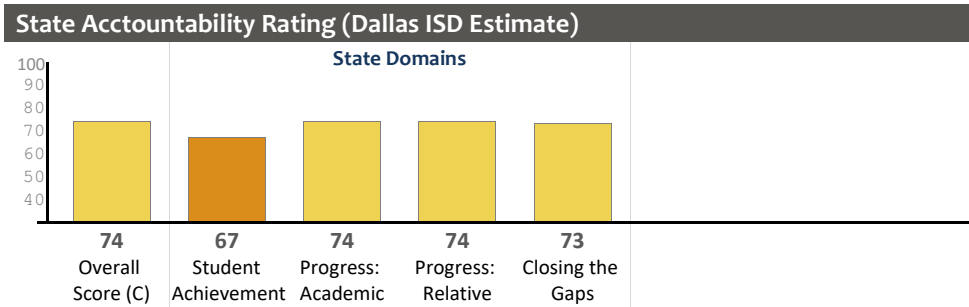 State Acctountability Rating (Dallas ISD Estimate)
State Domains
100
90
80
70
60
50
40
74 67 74 74 73
Overall Student Progress: Progress: Closing the
Score (C) Achievement Academic Relative Gaps